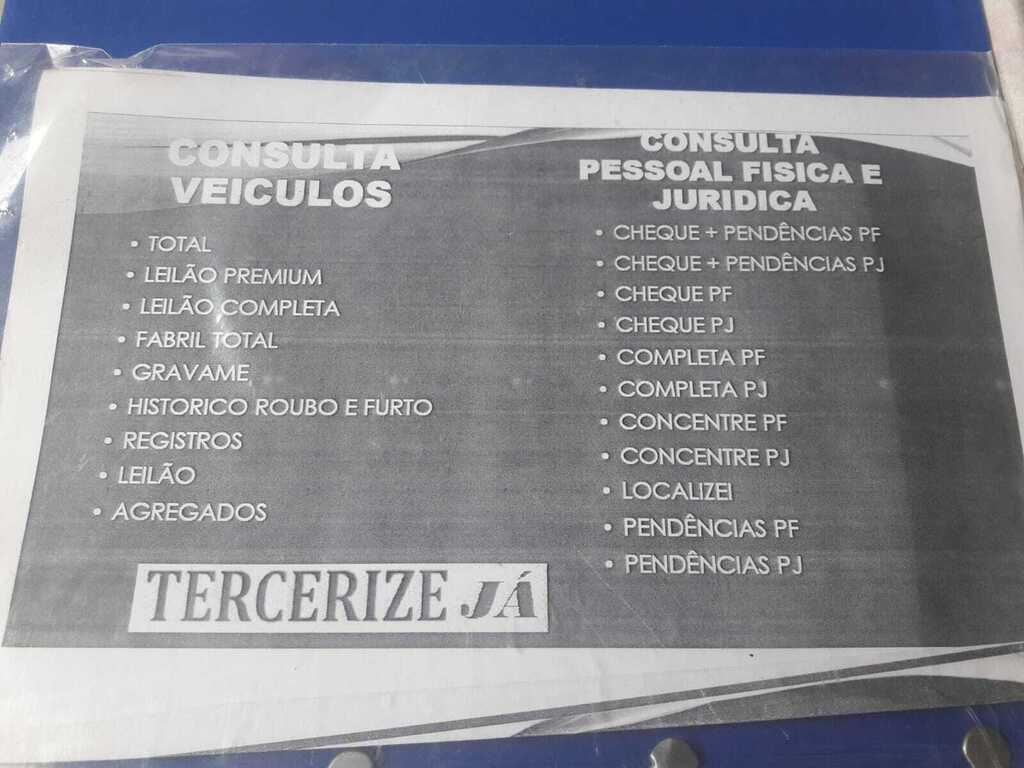 CONSULTA
VEICULOS
• TOTAL
• LEILÃO PREMIUM
• LEILÃO COMPLETA
• FABRIL TOTAL
• GRAVAME
• HISTORICO ROUBO E FURTO
• REGISTROS
• LEILÃO
• AGREGADOS
TERCERIZE JÁ
CONSULTA
PESSOAL FISICA E
JURIDICA
• CHEQUE + PENDÊNCIAS PF
• CHEQUE + PENDÊNCIAS PJ
• CHEQUE PF
• CHEQUE PJ
• COMPLETA PF
• COMPLETA PJ
• CONCENTRE PF
• CONCENTRE PJ
• LOCALIZEI
• PENDÊNCIAS PF
• PENDÊNCIAS PJ